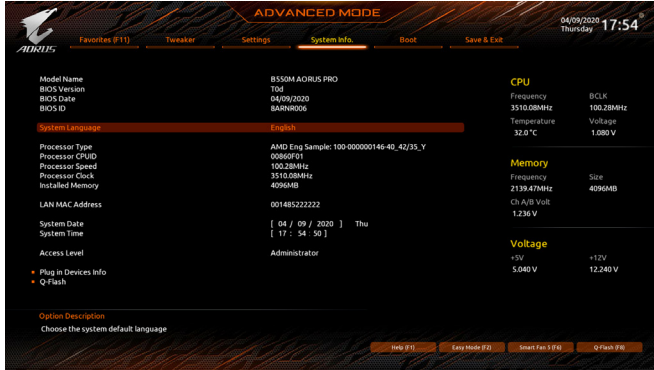 ADVANCED MODE
04/09/2020 Thursday 17:54
AORUS
Favorites (F11) Tweaker Settings System Info. Boot Save & Exit
Model Name B550M AORUS PRO
BIOS Version T0d
BIOS Date 04/09/2020
BIOS ID 8ARNR006
System Language English
Processor Type AMD Eng Sample: 100-000000146-40_42/35_Y
Processor CPUID 00860F01
Processor Speed 100.28MHz
Processor Clock 3510.08MHz
Installed Memory 4096MB
LAN MAC Address 001485222222
System Date [ 04 / 09 / 2020 ] Thu
System Time [ 17 : 54 : 50 ]
Access Level Administrator
Plug in Devices Info
Q-Flash
Option Description
Choose the system default language
CPU
Frequency BCLK
3510.08MHz 100.28MHz
Temperature Voltage
32.0 °C 1.080 V
Memory
Frequency Size
2139.47MHz 4096MB
Ch A/B Volt
1.236 V
Voltage
+5V +12V
5.040 V 12.240 V
Help (F1) Easy Mode (F2) Smart Fan 5 (F6) Q-Flash (F8)